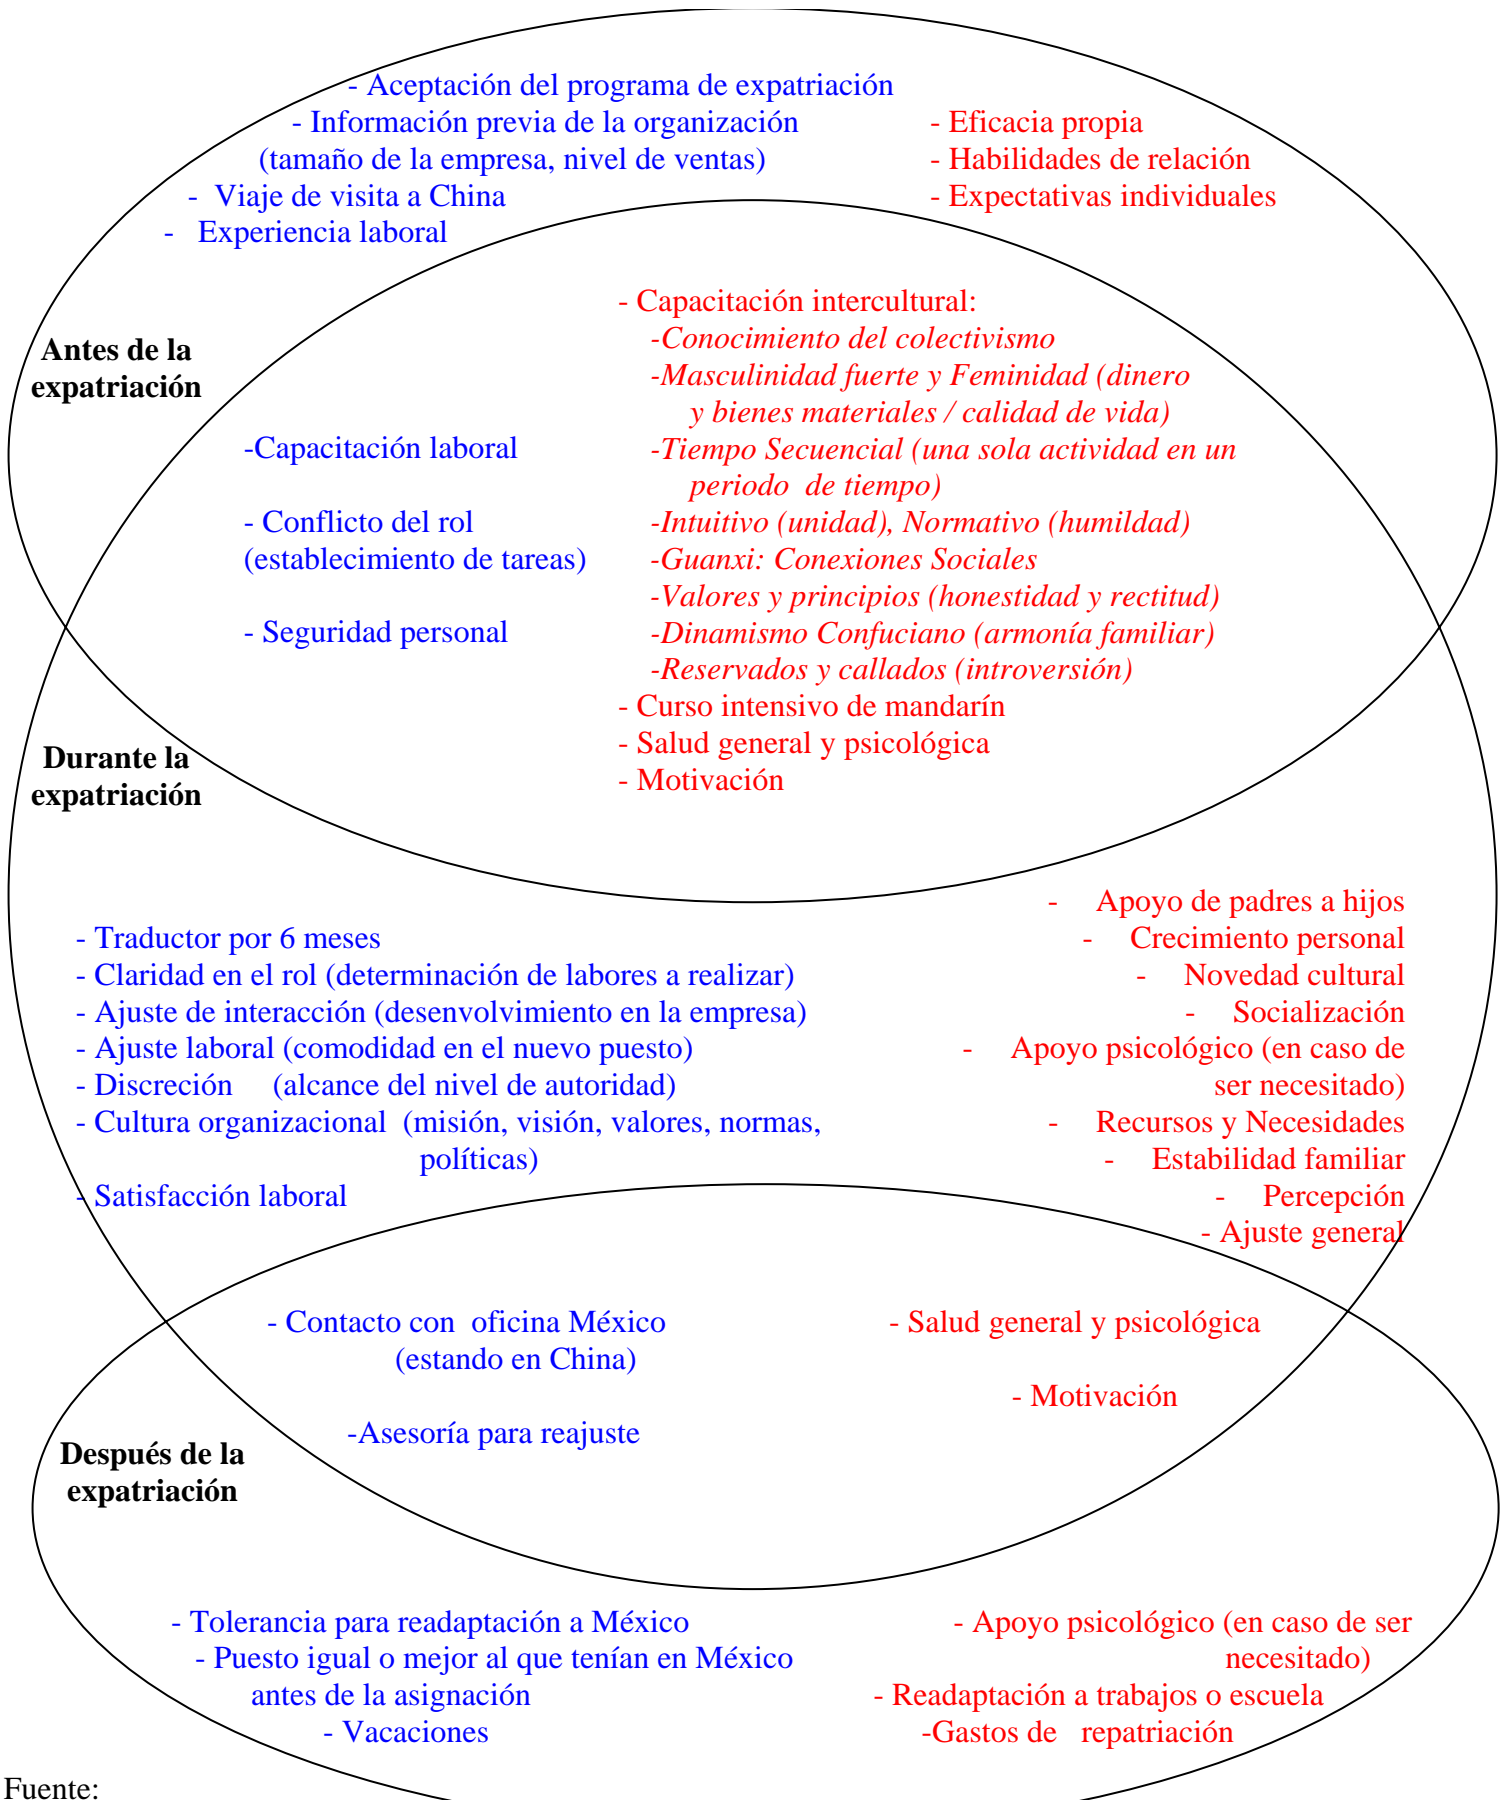 - Aceptación del programa de expatriación
- Información previa de la organización
(tamaño de la empresa, nivel de ventas)
- Viaje de visita a China
- Experiencia laboral
- Eficacia propia
- Habilidades de relación
- Expectativas individuales
Antes de la
expatriación
-Capacitación laboral
- Conflicto del rol
(establecimiento de tareas)
- Seguridad personal
- Capacitación intercultural:
-Conocimiento del colectivismo
-Masculinidad fuerte y Feminidad (dinero
y bienes materiales / calidad de vida)
-Tiempo Secuencial (una sola actividad en un
periodo de tiempo)
-Intuitivo (unidad), Normativo (humildad)
-Guanxi: Conexiones Sociales
-Valores y principios (honestidad y rectitud)
-Dinamismo Confuciano (armonía familiar)
-Reservados y callados (introversión)
- Curso intensivo de mandarín
- Salud general y psicológica
- Motivación
Durante la
expatriación
- Traductor por 6 meses
- Claridad en el rol (determinación de labores a realizar)
- Ajuste de interacción (desenvolvimiento en la empresa)
- Ajuste laboral (comodidad en el nuevo puesto)
- Discreción (alcance del nivel de autoridad)
- Cultura organizacional (misión, visión, valores, normas,
políticas)
- Satisfacción laboral
- Apoyo de padres a hijos
- Crecimiento personal
- Novedad cultural
- Socialización
- Apoyo psicológico (en caso de
ser necesitado)
- Recursos y Necesidades
- Estabilidad familiar
- Percepción
- Ajuste general
- Contacto con oficina México
(estando en China)
-Asesoría para reajuste
- Salud general y psicológica
- Motivación
Después de la
expatriación
- Tolerancia para readaptación a México
- Puesto igual o mejor al que tenían en México
antes de la asignación
- Vacaciones
- Apoyo psicológico (en caso de ser
necesitado)
- Readaptación a trabajos o escuela
-Gastos de repatriación
Fuente: